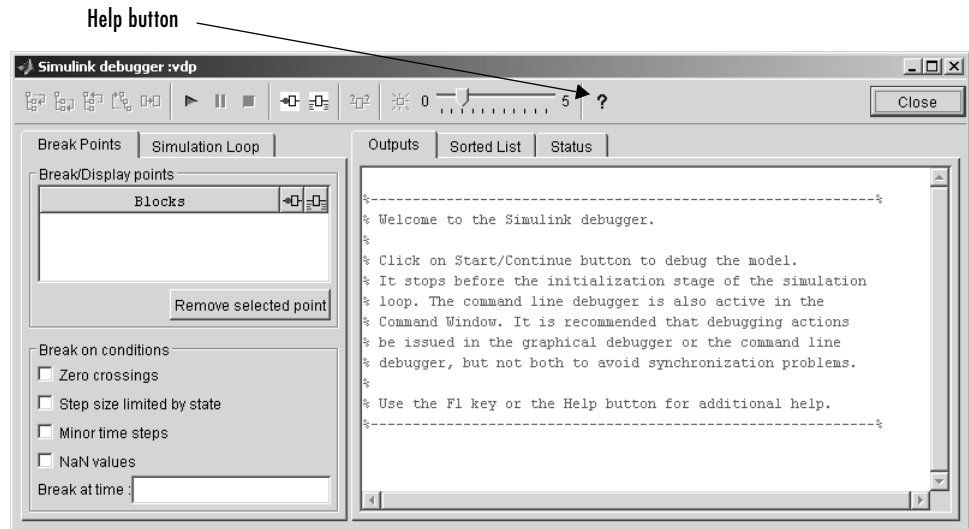 Help button
Simulink debugger :vdp
0 5 ?
Close
Break Points Simulation Loop
Break/Display points
Blocks
Remove selected point
Break on conditions
Zero crossings
Step size limited by state
Minor time steps
NaN values
Break at time :
Outputs Sorted List Status
%----------------------------------------------------------------%
% Welcome to the Simulink debugger.
%
% Click on Start/Continue button to debug the model.
% It stops before the initialization stage of the simulation
% loop. The command line debugger is also active in the
% Command Window. It is recommended that debugging actions
% be issued in the graphical debugger or the command line
% debugger, but not both to avoid synchronization problems.
%
% Use the F1 key or the Help button for additional help.
%----------------------------------------------------------------%